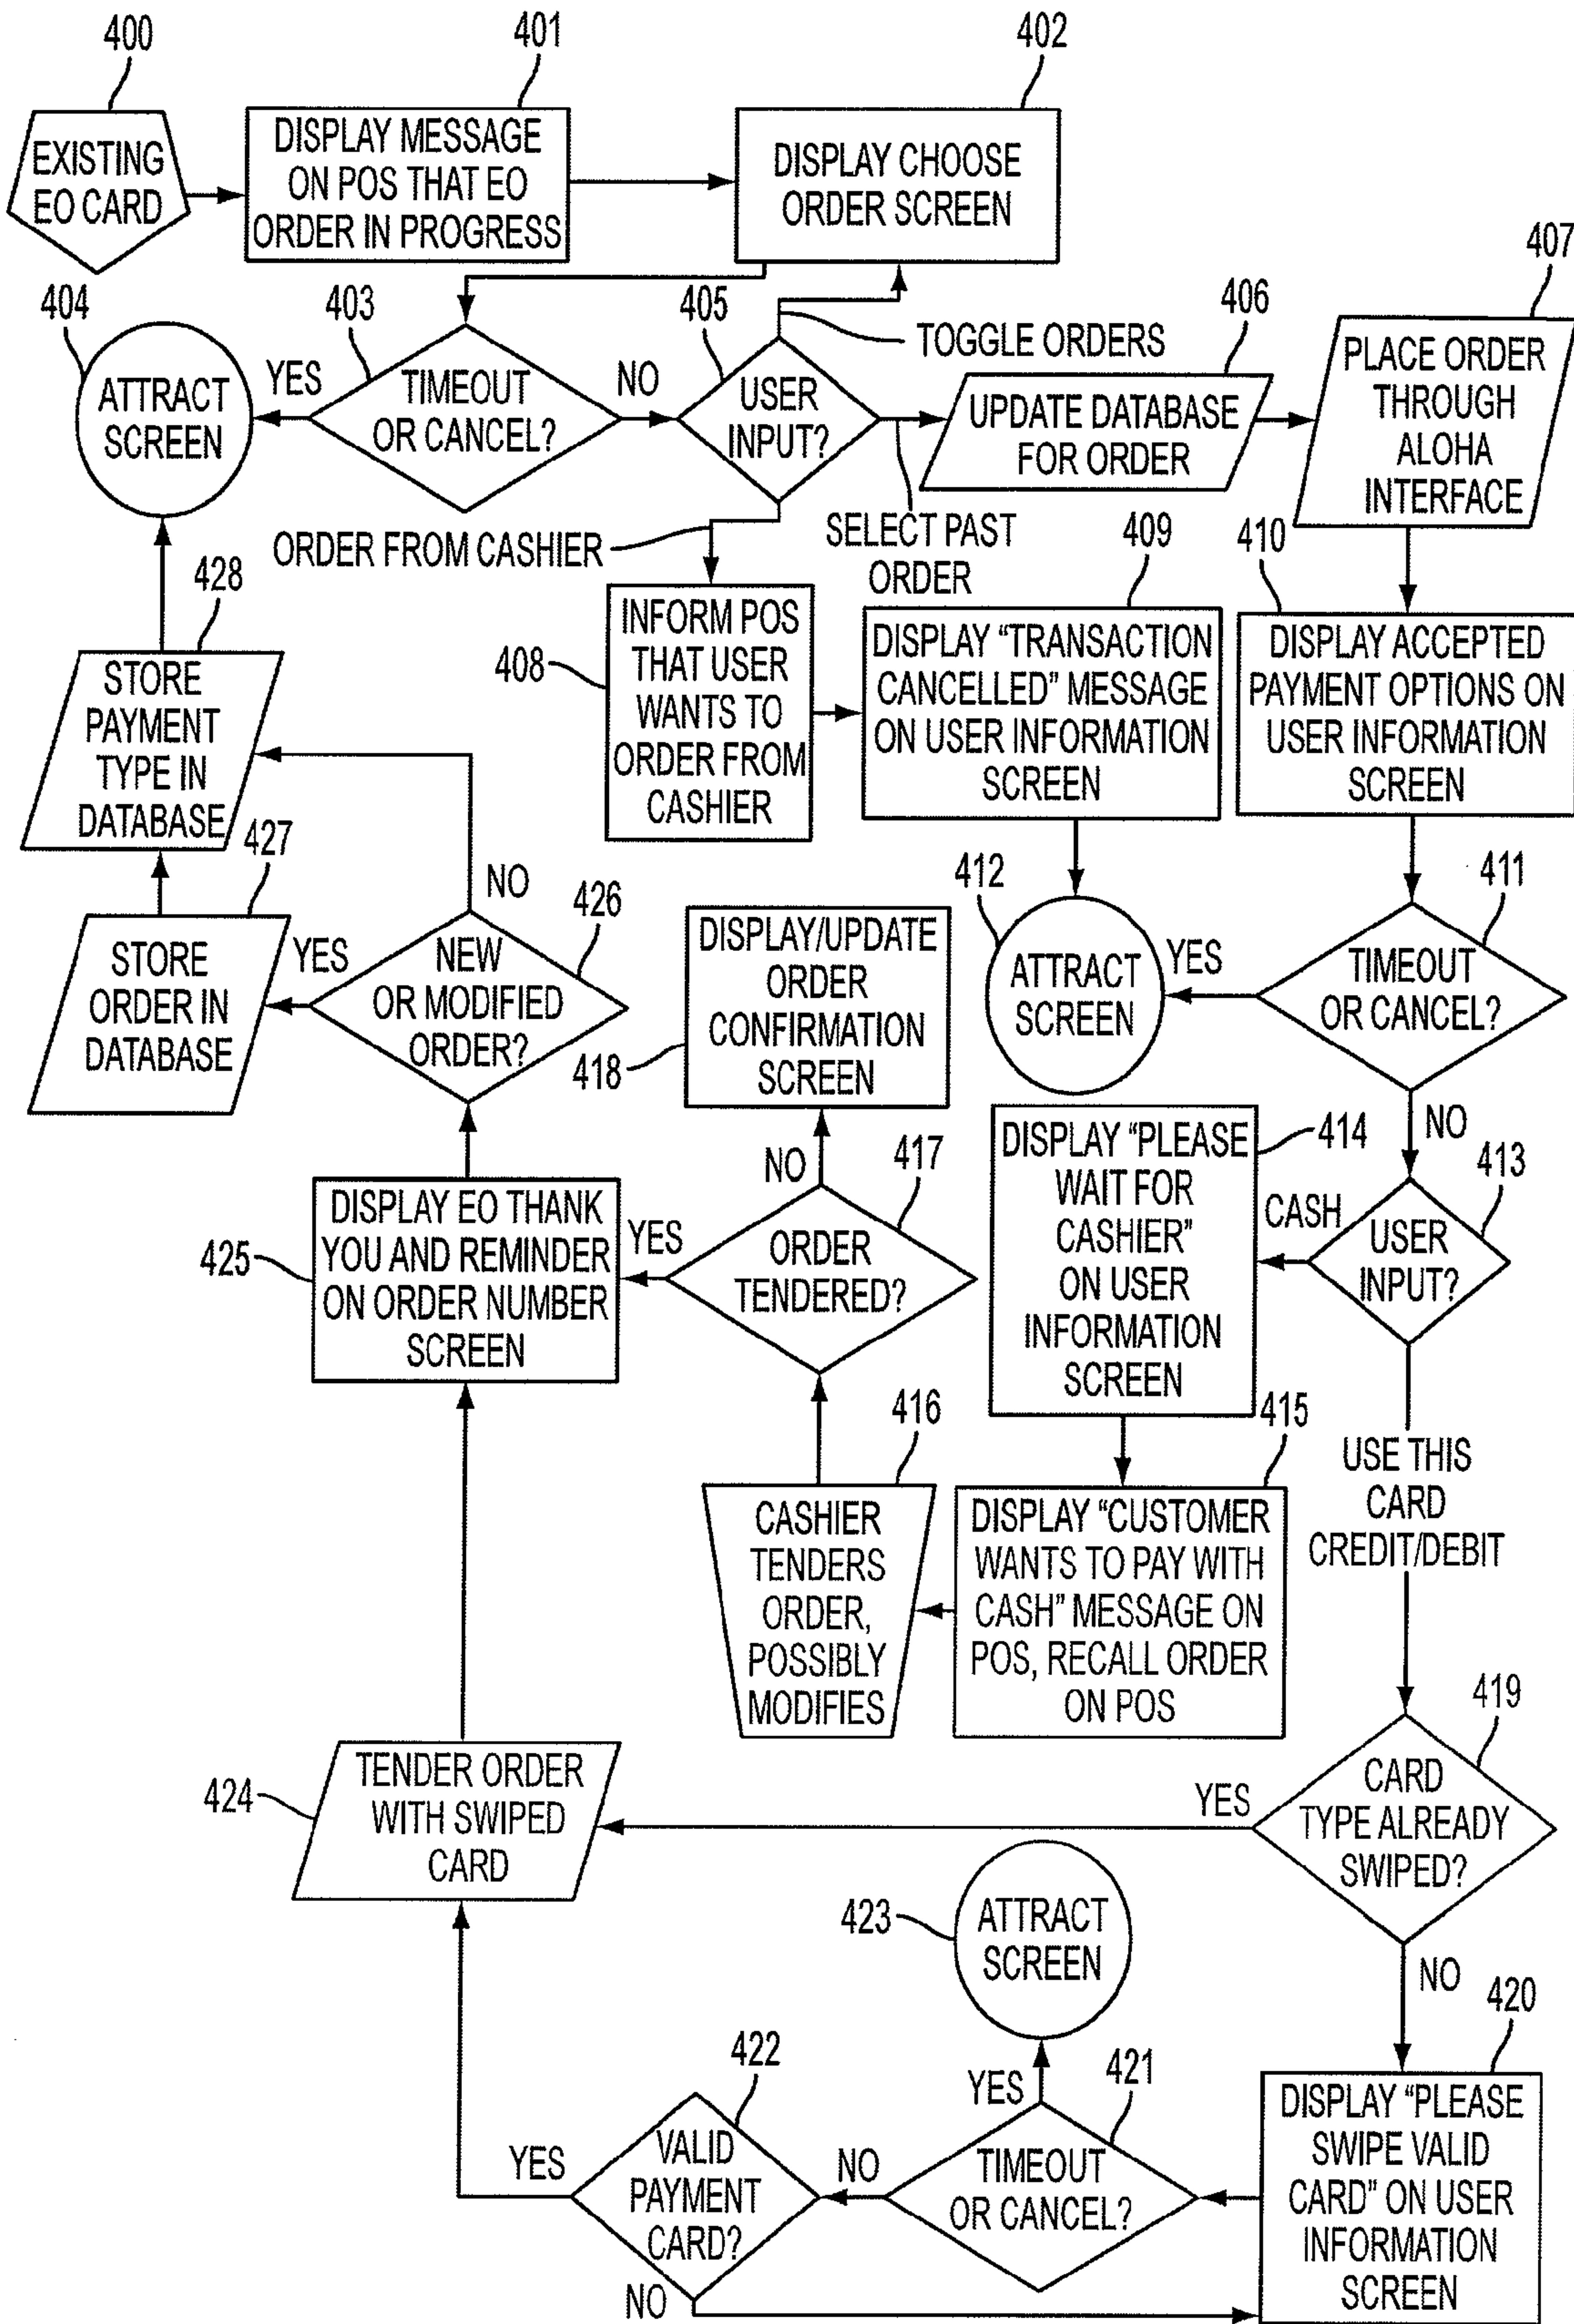 400
401
402
EXISTING
EO CARD
DISPLAY MESSAGE
ON POS THAT EO
ORDER IN PROGRESS
DISPLAY CHOOSE
ORDER SCREEN
407
404
403
405
TOGGLE ORDERS
406
ATTRACT
SCREEN
YES
TIMEOUT
OR CANCEL?
NO
USER
INPUT?
UPDATE DATABASE
FOR ORDER
PLACE ORDER
THROUGH
ALOHA
INTERFACE
ORDER FROM CASHIER
SELECT PAST
ORDER
409
410
428
408
INFORM POS
THAT USER
WANTS TO
ORDER FROM
CASHIER
DISPLAY “TRANSACTION
CANCELLED” MESSAGE
ON USER INFORMATION
SCREEN
DISPLAY ACCEPTED
PAYMENT OPTIONS ON
USER INFORMATION
SCREEN
STORE
PAYMENT
TYPE IN
DATABASE
427
NO
426
412
411
STORE
ORDER IN
DATABASE
YES
NEW
OR MODIFIED
ORDER?
DISPLAY/UPDATE
ORDER
CONFIRMATION
SCREEN
418
ATTRACT
SCREEN
YES
TIMEOUT
OR CANCEL?
NO
DISPLAY “PLEASE
WAIT FOR
CASHIER”
ON USER
INFORMATION
SCREEN
414
413
CASH
USER
INPUT?
NO
417
425
DISPLAY EO THANK
YOU AND REMINDER
ON ORDER NUMBER
SCREEN
YES
ORDER
TENDERED?
416
415
USE THIS
CARD
CREDIT/DEBIT
CASHIER
TENDERS
ORDER,
POSSIBLY
MODIFIES
DISPLAY “CUSTOMER
WANTS TO PAY WITH
CASH” MESSAGE ON
POS, RECALL ORDER
ON POS
419
424
TENDER ORDER
WITH SWIPED
CARD
YES
CARD
TYPE ALREADY
SWIPED?
423
ATTRACT
SCREEN
NO
420
422
YES
421
YES
VALID
PAYMENT
CARD?
NO
TIMEOUT
OR CANCEL?
DISPLAY “PLEASE
SWIPE VALID
CARD” ON USER
INFORMATION
SCREEN
NO